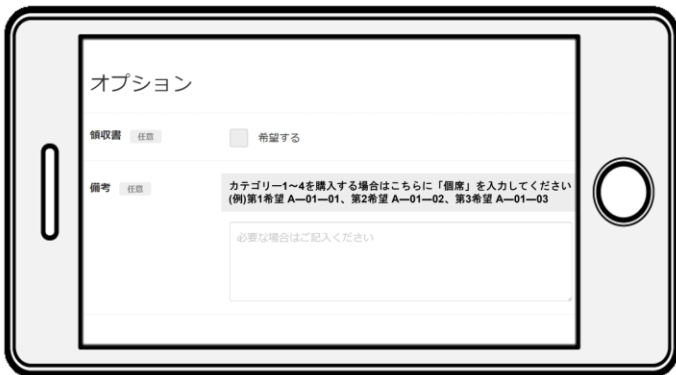 オプション
領収書 任意
希望する
備考 任意
カテゴリー1〜4を購入する場合はこちらに「個席」を入力してください
(例)第1希望 A—01—01、第2希望 A—01—02、第3希望 A—01—03
必要な場合はご記入ください